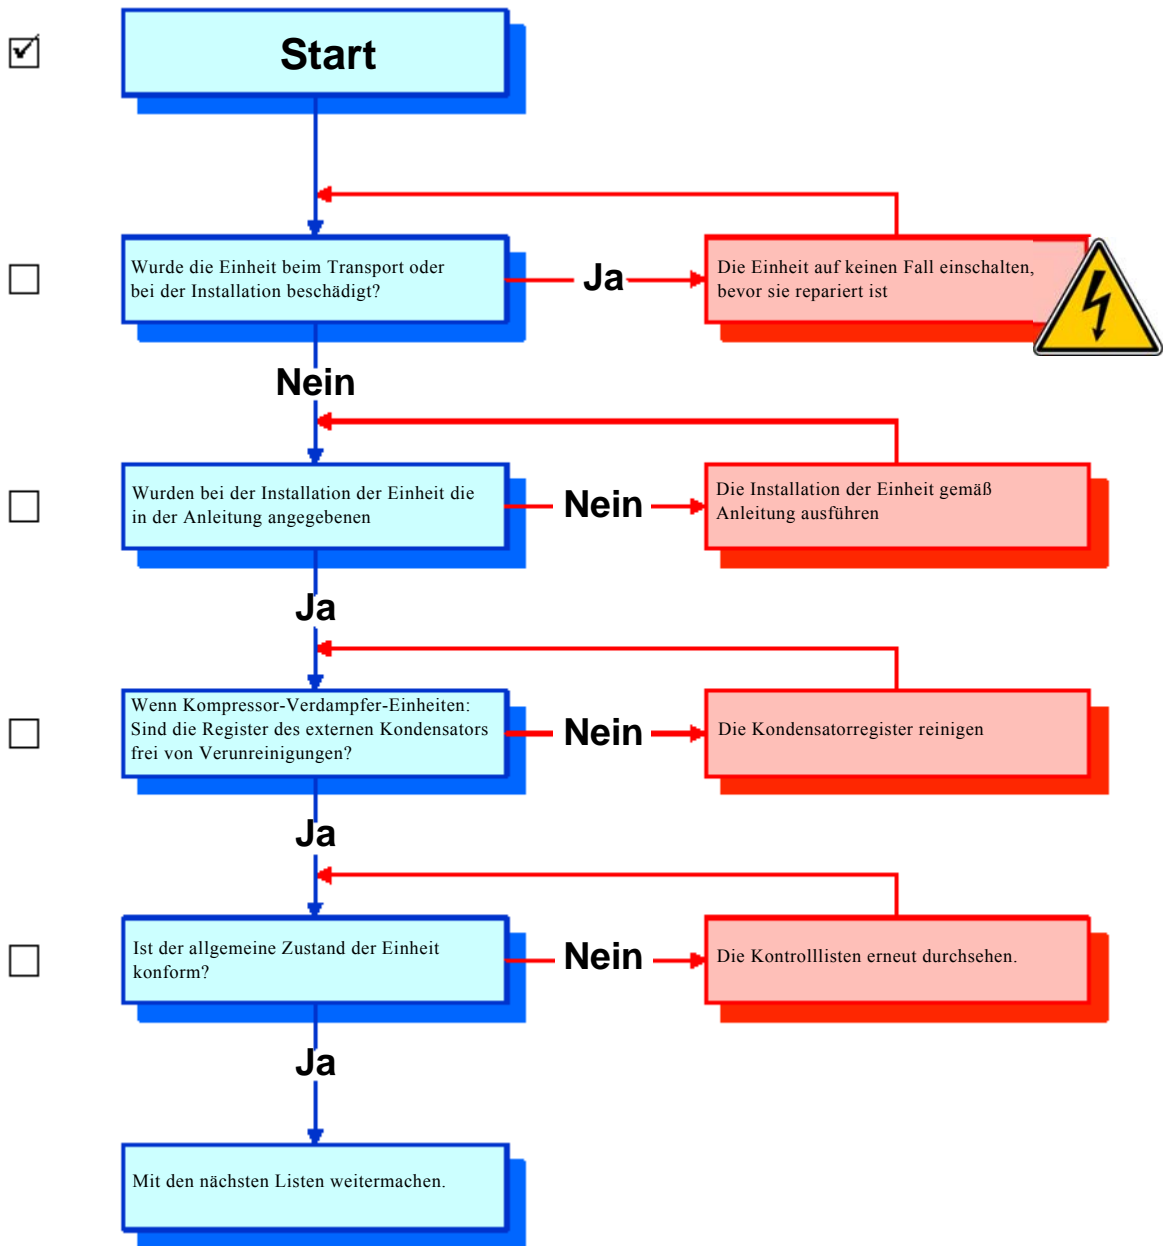 Start
Wurde die Einheit beim Transport oder
bei der Installation beschädigt?
Ja
Die Einheit auf keinen Fall einschalten,
bevor sie repariert ist
Nein
Wurden bei der Installation der Einheit die
in der Anleitung angegebenen
Nein
Die Installation der Einheit gemäß
Anleitung ausführen
Ja
Wenn Kompressor-Verdampfer-Einheiten:
Sind die Register des externen Kondensators
frei von Verunreinigungen?
Nein
Die Kondensatorregister reinigen
Ja
Ist der allgemeine Zustand der Einheit
konform?
Nein
Die Kontrolllisten erneut durchsehen.
Ja
Mit den nächsten Listen weitermachen.